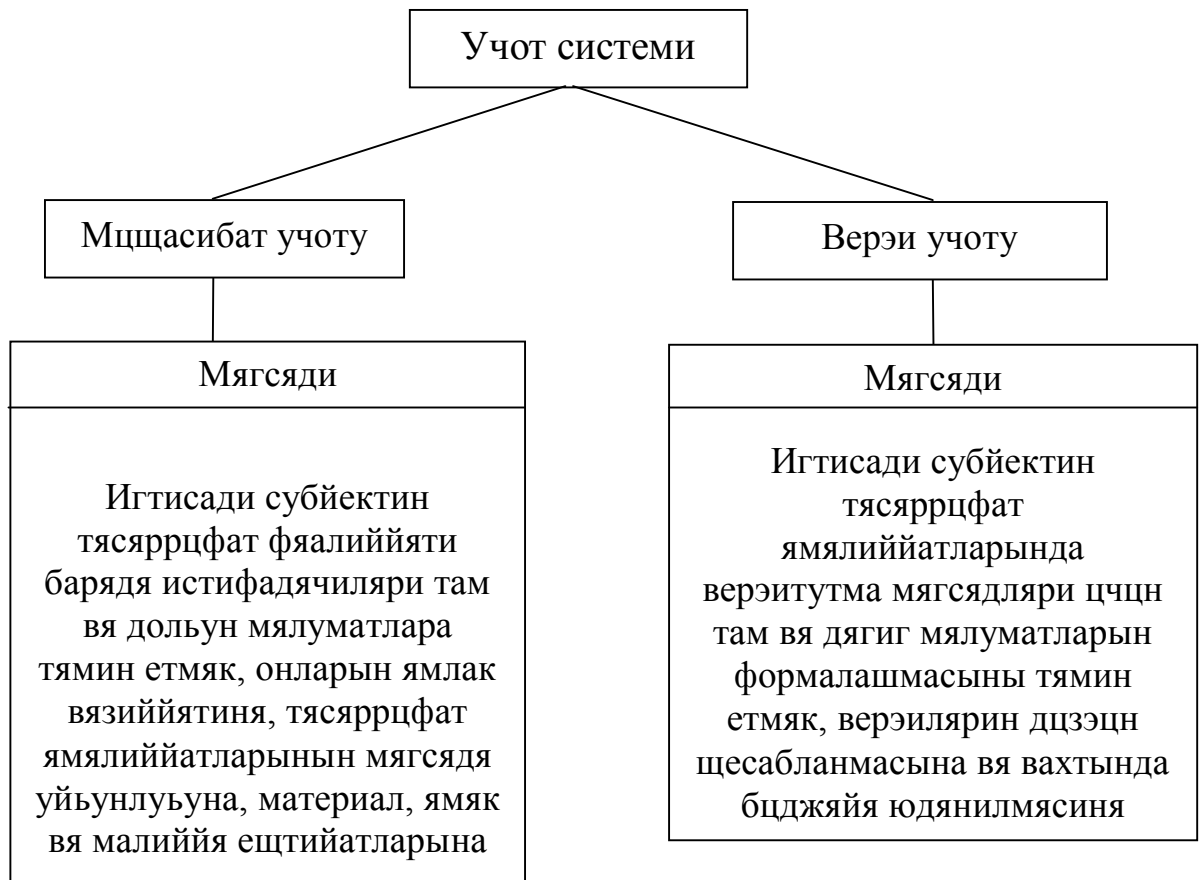 Учот системи
Мцщасибат учоту
Верэи учоту
Мягсяди
Игтисади субйектин
тясяррцфат фяалиййяти
барядя истифадячиляри там
вя дольун мялуматлара
тямин етмяк, онларын ямлак
вязиййятиня, тясяррцфат
ямялиййатларынын мягсядя
уйьунлуьуна, материал, ямяк
вя малиййя ещтийатларына
Мягсяди
Игтисади субйектин
тясяррцфат
ямялиййатларында
верэитутма мягсядляри цчцн
там вя дягиг мялуматларын
формалашмасыны тямин
етмяк, верэилярин дцзэцн
щесабланмасына вя вахтында
бцджяйя юдянилмясиня